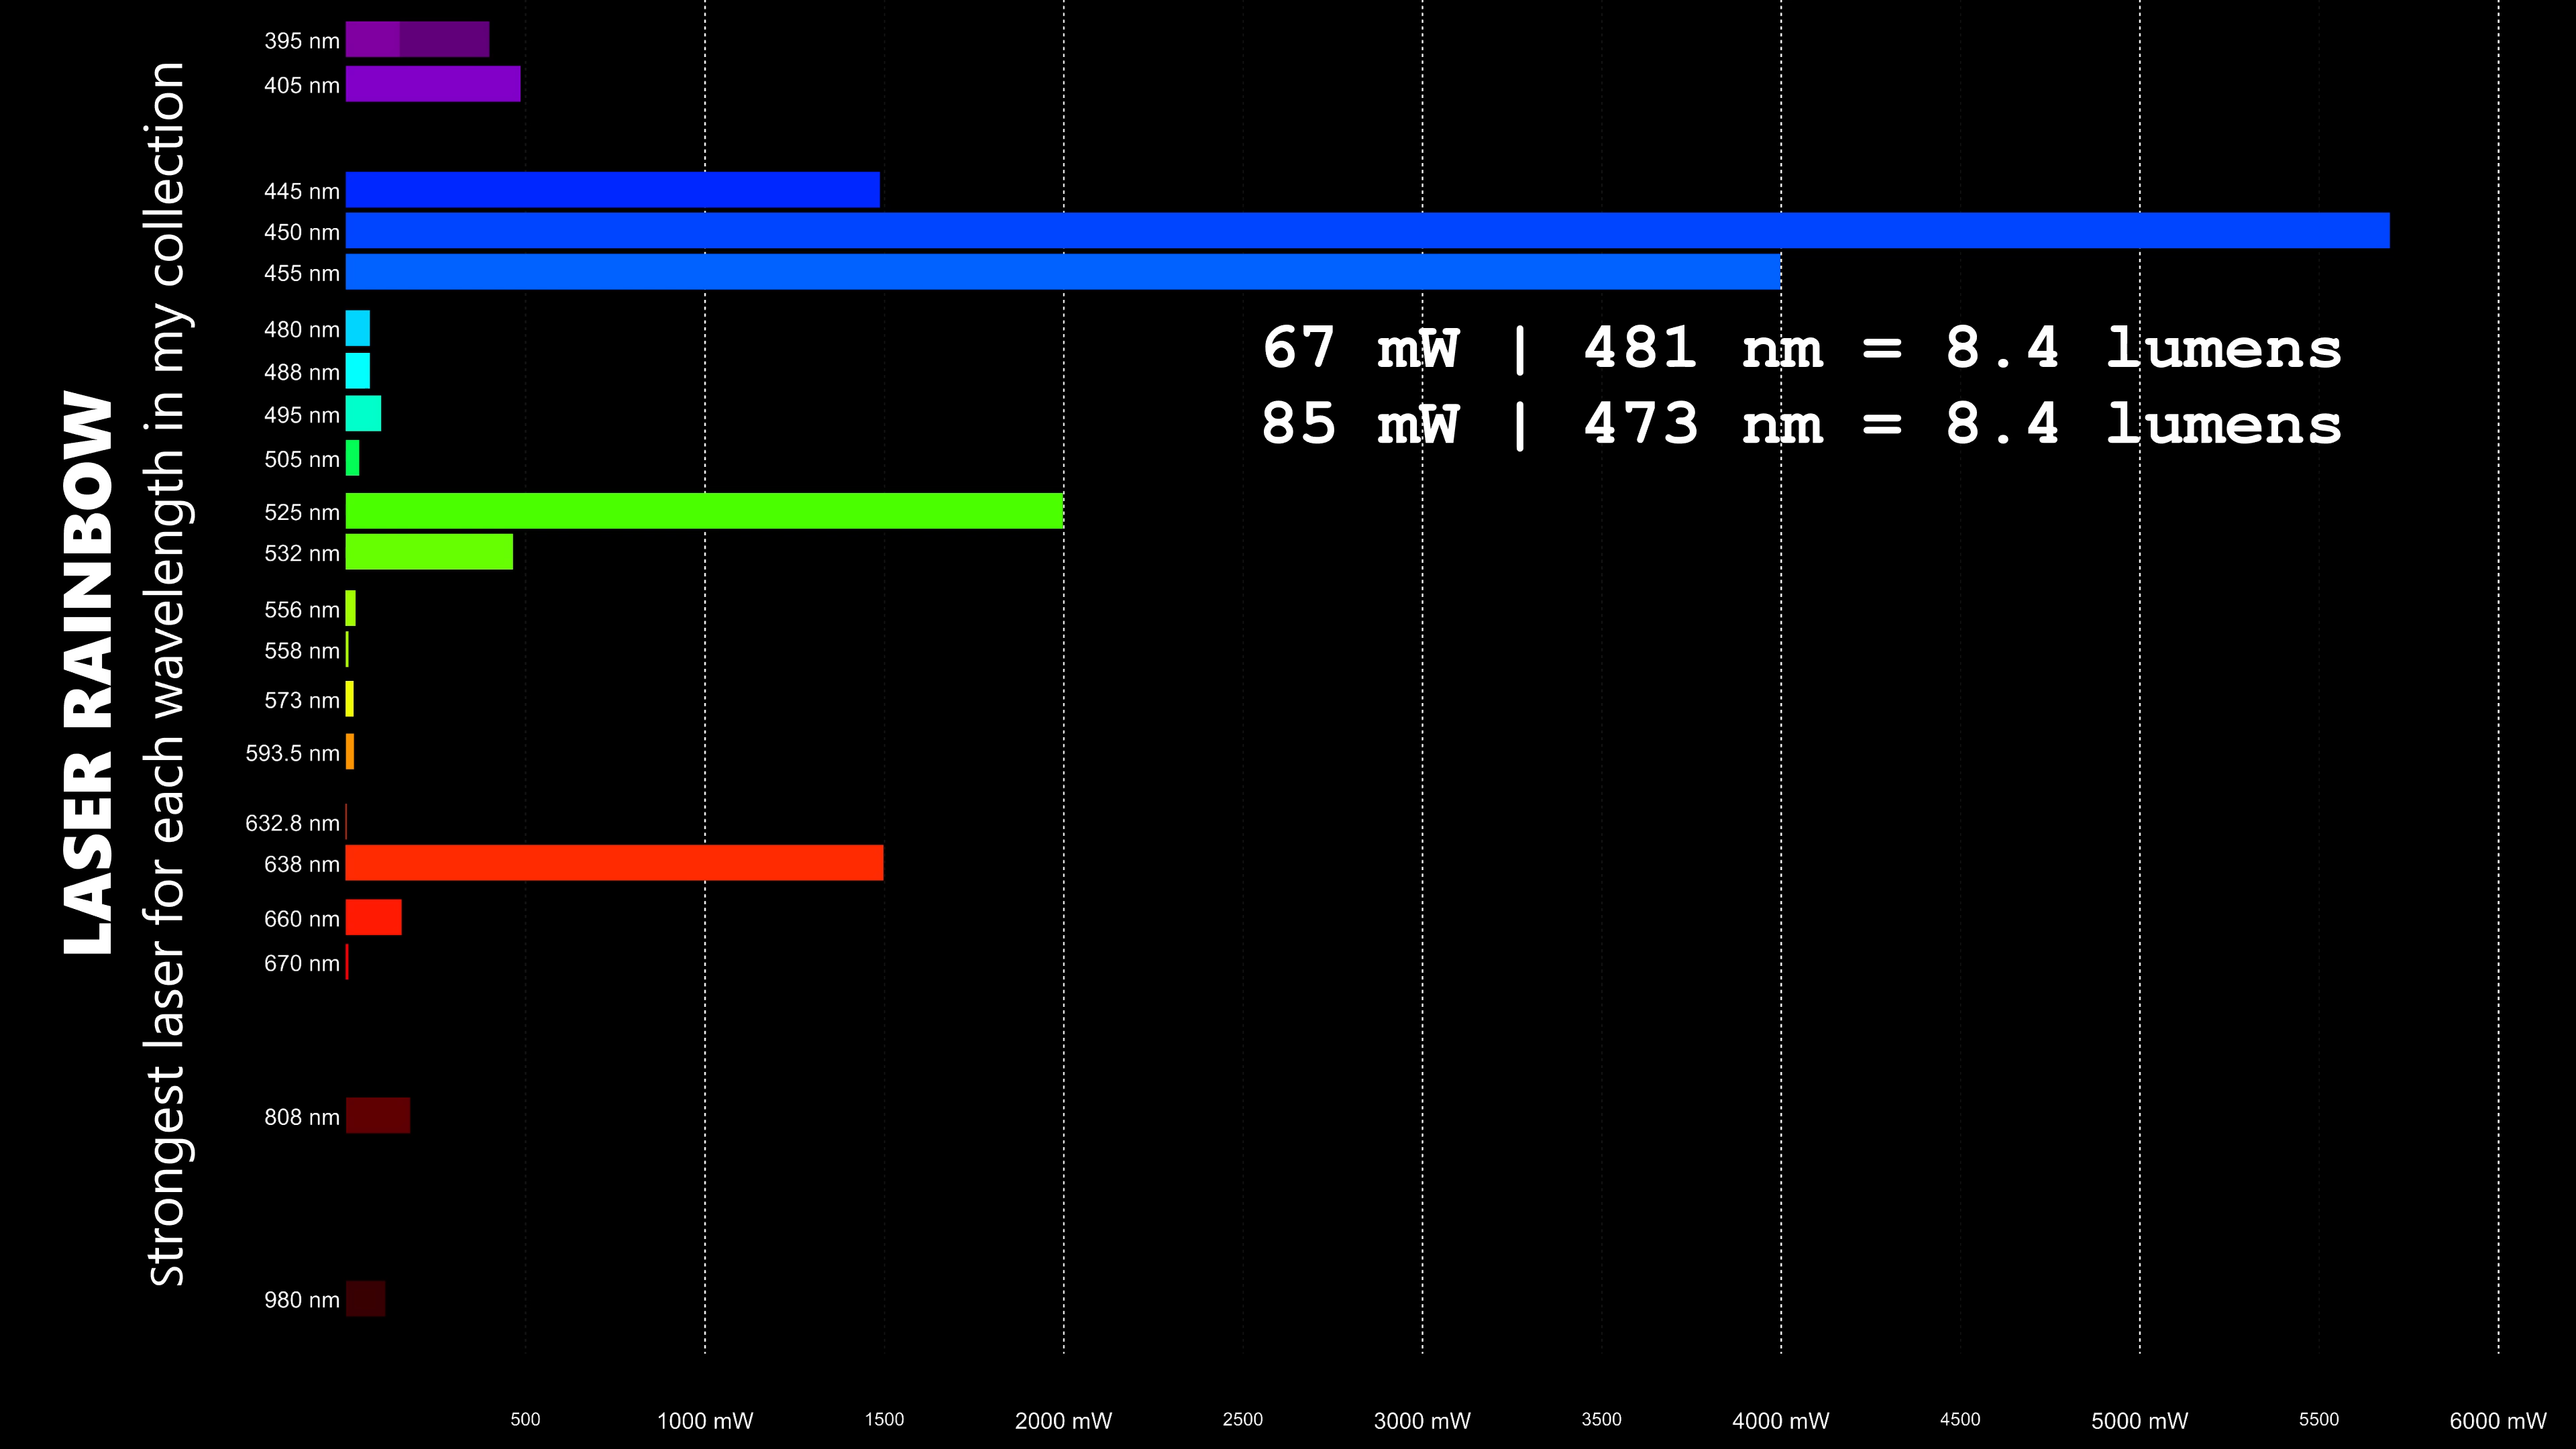 LASER RAINBOW
Strongest laser for each wavelength in my collection
395 nm
405 nm
445 nm
450 nm
455 nm
480 nm
488 nm
495 nm
505 nm
525 nm
532 nm
556 nm
558 nm
573 nm
593.5 nm
632.8 nm
638 nm
660 nm
670 nm
808 nm
980 nm
67 mW | 481 nm = 8.4 lumens
85 mW | 473 nm = 8.4 lumens
500 1000 mW 1500 2000 mW 2500 3000 mW 3500 4000 mW 4500 5000 mW 5500 6000 mW